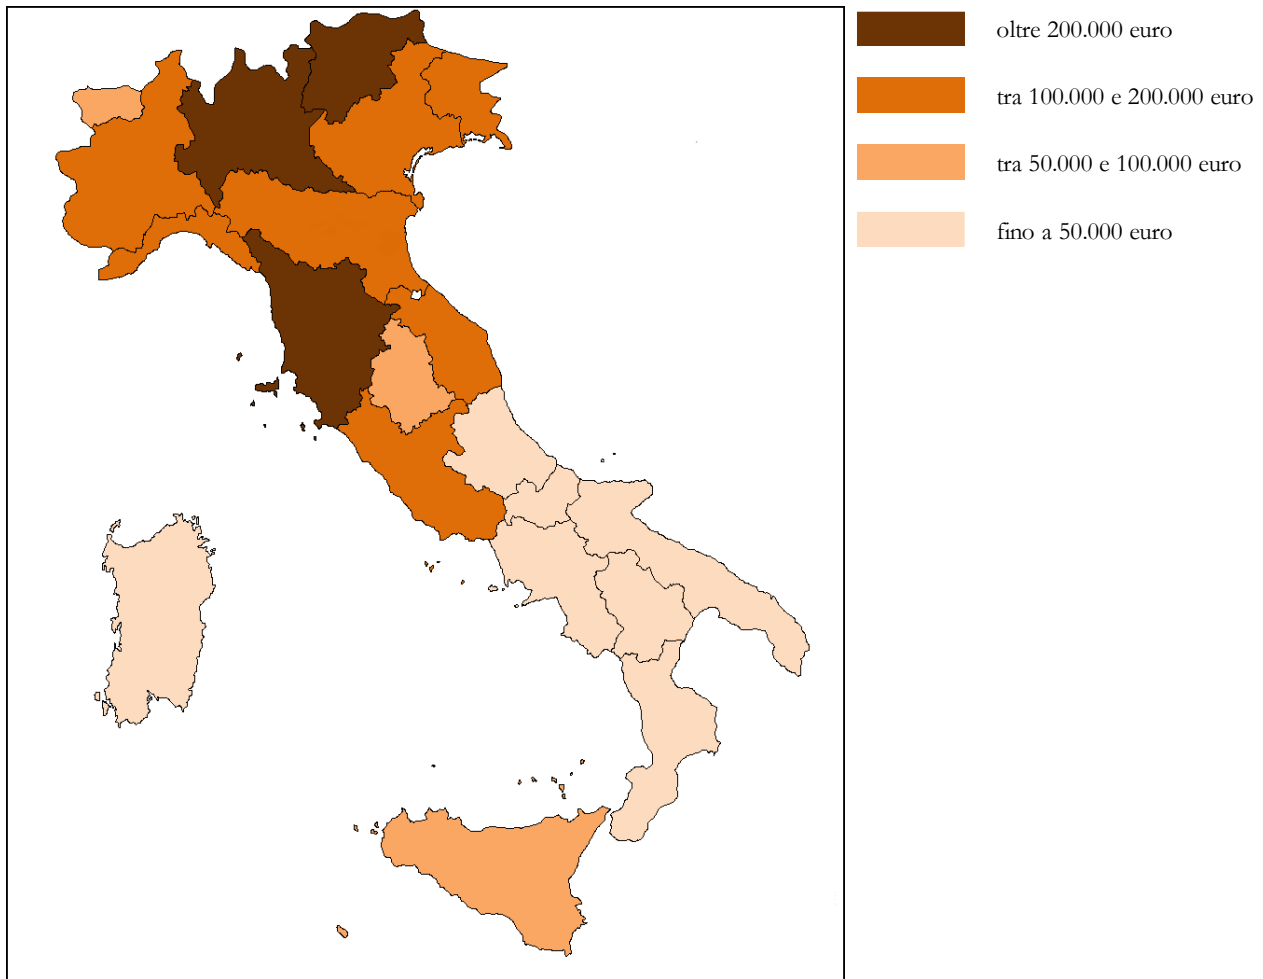 oltre 200.000 euro
tra 100.000 e 200.000 euro
tra 50.000 e 100.000 euro
fino a 50.000 euro